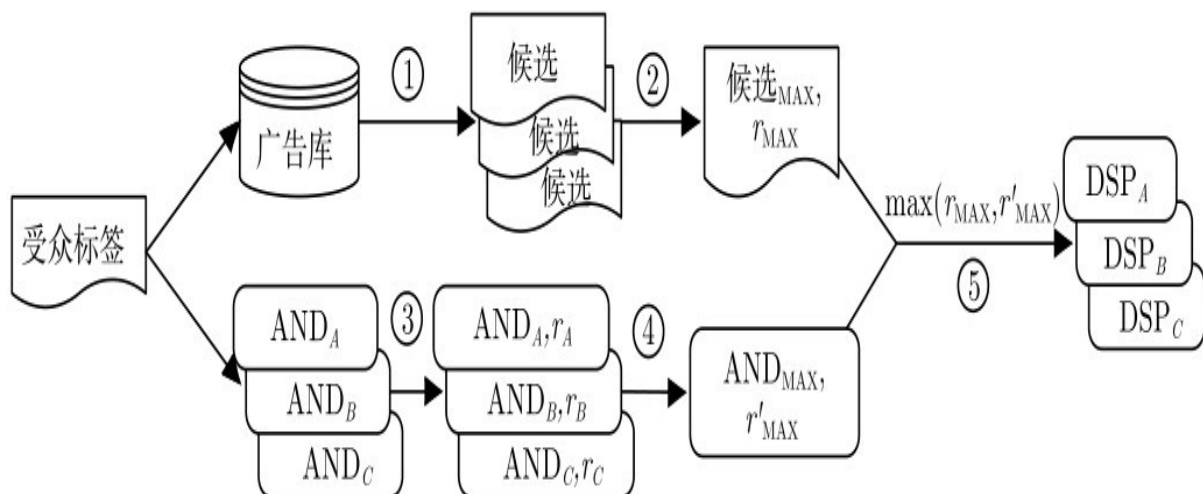 受众标签
广告库
①
候选
候选
候选
②
候选MAX,
rMAX
ANDA
ANDB
ANDC
③
ANDA,rA
ANDB,rB
ANDC,rC
④
ANDMAX,
r'MAX
max(rMAX,r'MAX)
⑤
DSPA
DSPB
DSPC